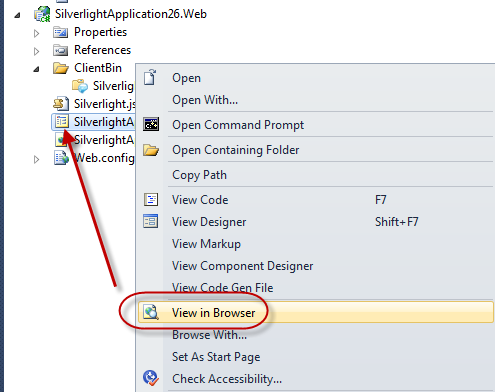 SilverlightApplication26.Web
Properties
References
ClientBin
Silverlig
Silverlight.js
SilverlightA
SilverlightA
Web.config
Open
Open With...
Open Command Prompt
Open Containing Folder
Copy Path
View Code F7
View Designer Shift+F7
View Markup
View Component Designer
View Code Gen File
View in Browser
Browse With...
Set As Start Page
Check Accessibility...